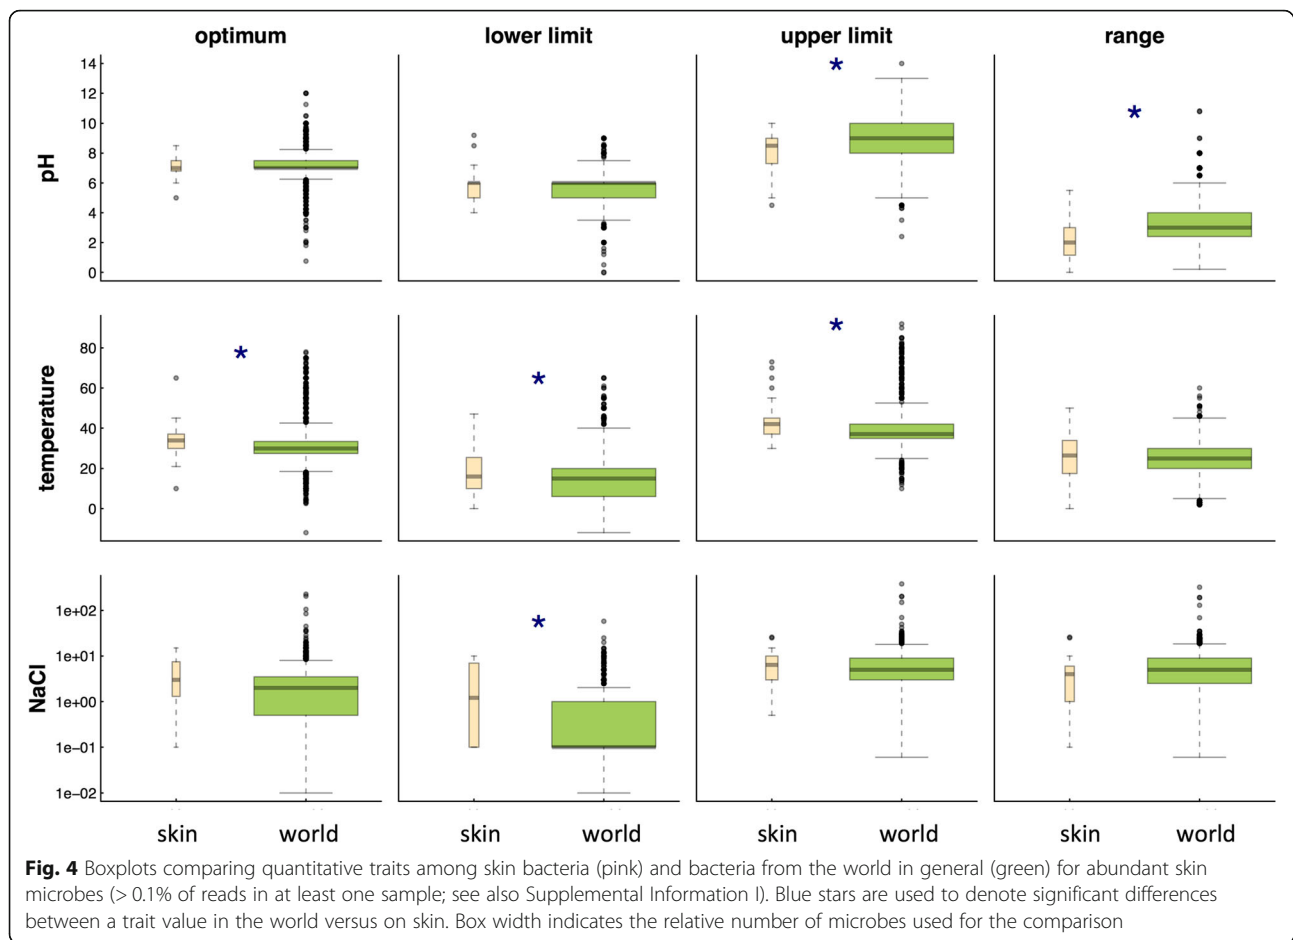 optimum lower limit upper limit range
pH
14
12
10
8
6
4
2
0
* *
temperature
80
60
40
20
0
* * *
NaCl
1e+02
1e+01
1e+00
1e−01
1e−02
*
skin world skin world skin world skin world
Fig. 4 Boxplots comparing quantitative traits among skin bacteria (pink) and bacteria from the world in general (green) for abundant skin
microbes (> 0.1% of reads in at least one sample; see also Supplemental Information I). Blue stars are used to denote significant differences
between a trait value in the world versus on skin. Box width indicates the relative number of microbes used for the comparison